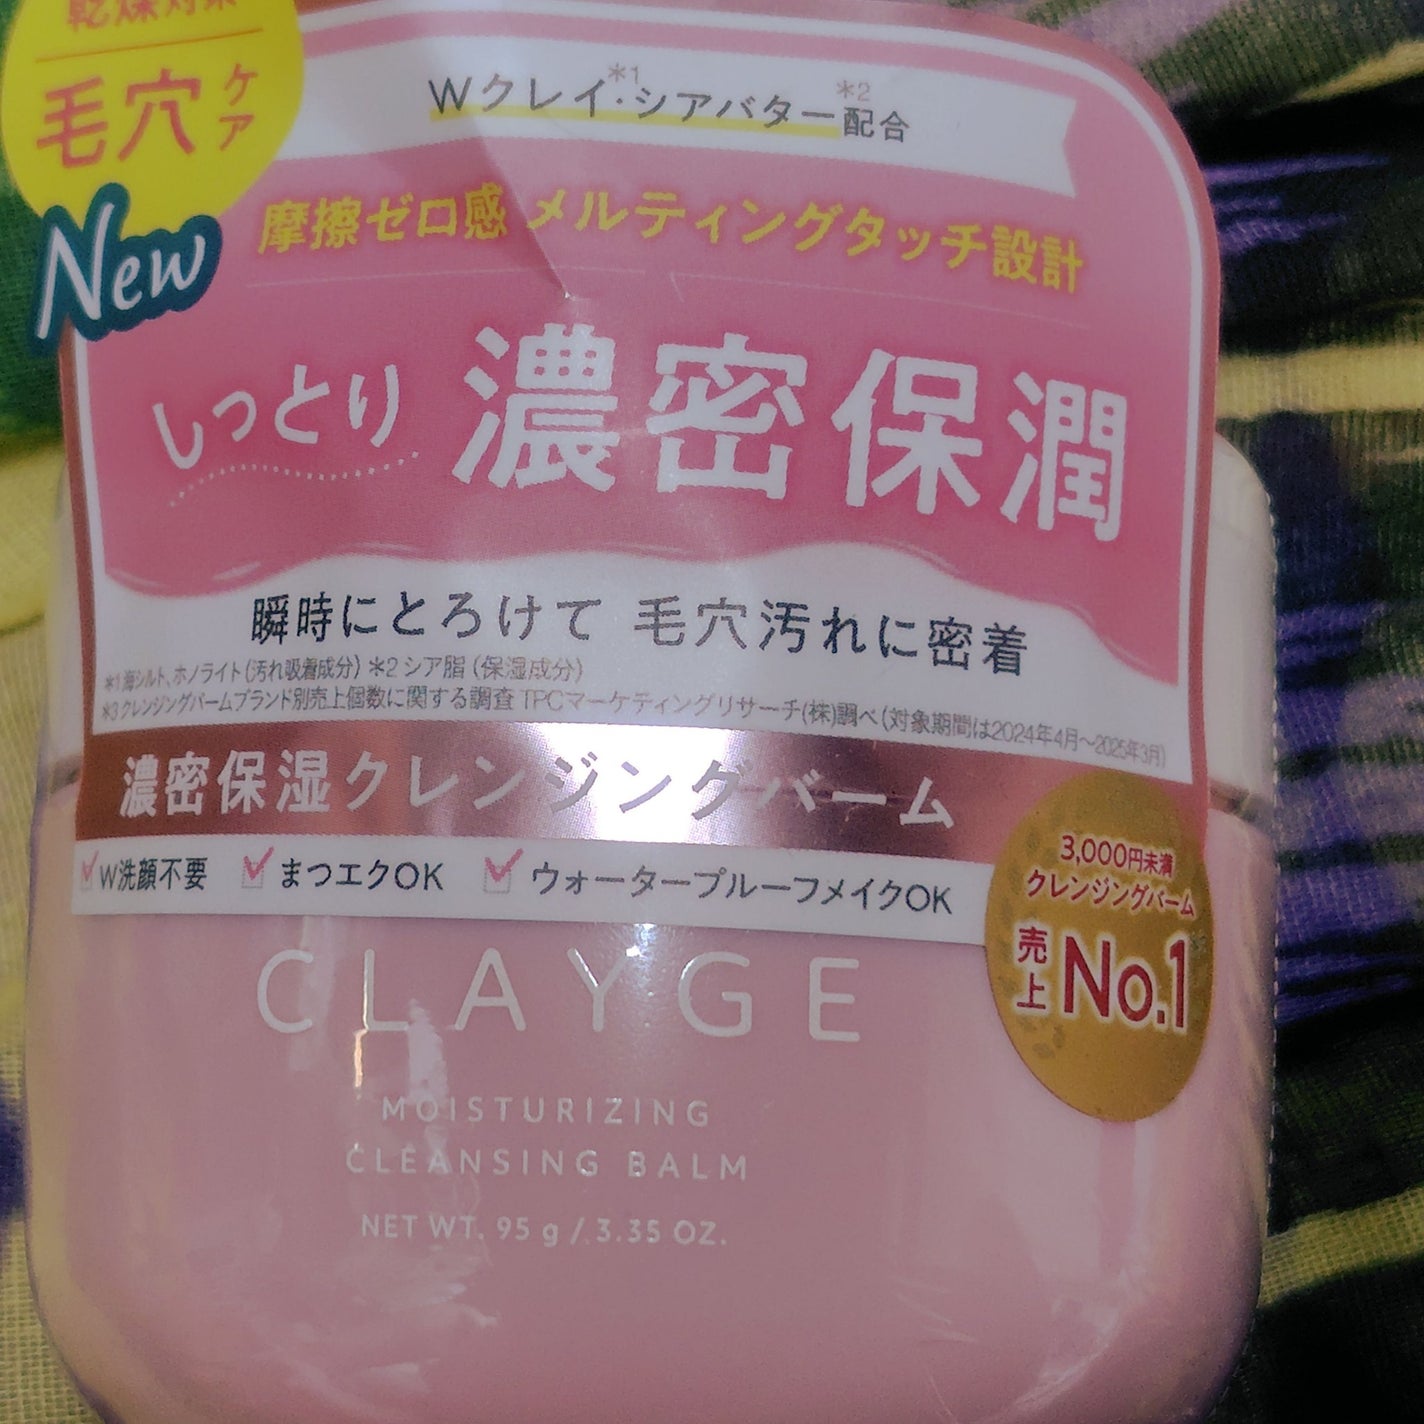 乾燥対策
毛穴ケア
New
Wクレイ*1・シアバター*2配合
摩擦ゼロ感 メルティングタッチ設計
しっとり 濃密保潤
瞬時にとろけて 毛穴汚れに密着
*1 海シルト、ホノライト(汚れ吸着成分) *2 シア脂(保湿成分)
*3 クレンジングバームブランド別売上個数に関する調査 TPCマーケティングリサーチ(株)調べ(対象期間は2024年4月～2025年3月)
濃密保湿クレンジングバーム
W洗顔不要 まつエクOK ウォータープルーフメイクOK
3,000円未満
クレンジングバーム
売上No.1
CLAYGE
MOISTURIZING
CLEANSING BALM
NET WT. 95 g / 3.35 OZ.